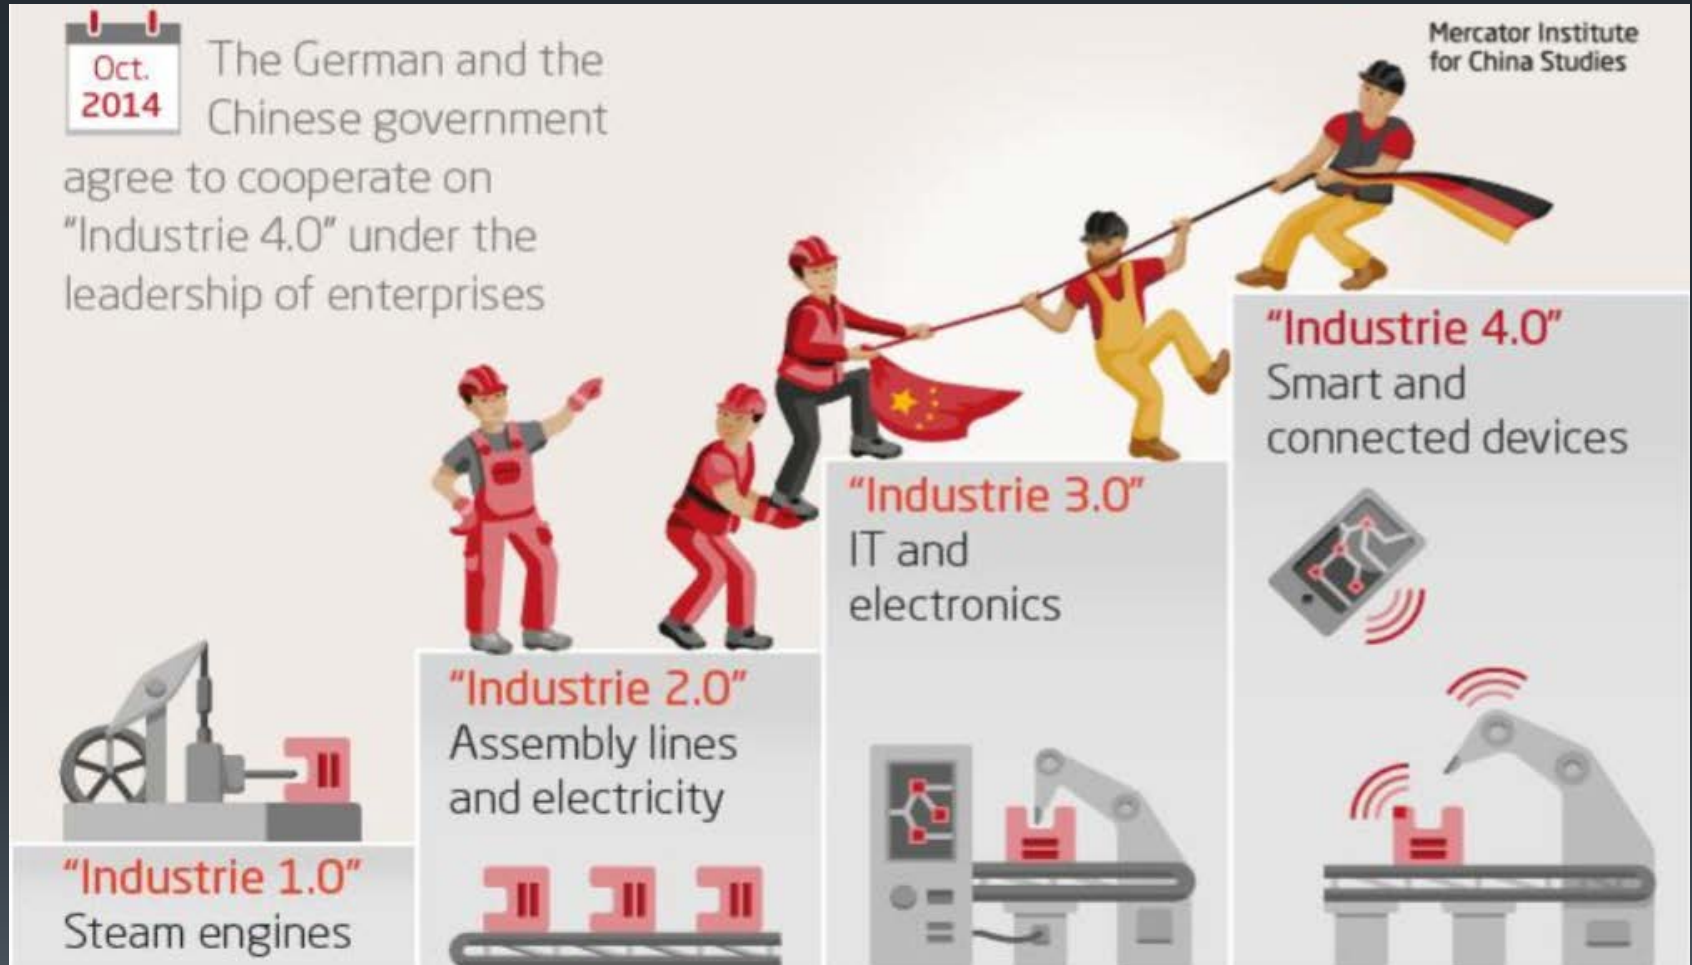 Oct.
2014
The German and the
Chinese government
agree to cooperate on
“Industrie 4.0” under the
leadership of enterprises
Mercator Institute
for China Studies
“Industrie 4.0”
Smart and
connected devices
“Industrie 3.0”
IT and
electronics
“Industrie 2.0”
Assembly lines
and electricity
“Industrie 1.0”
Steam engines